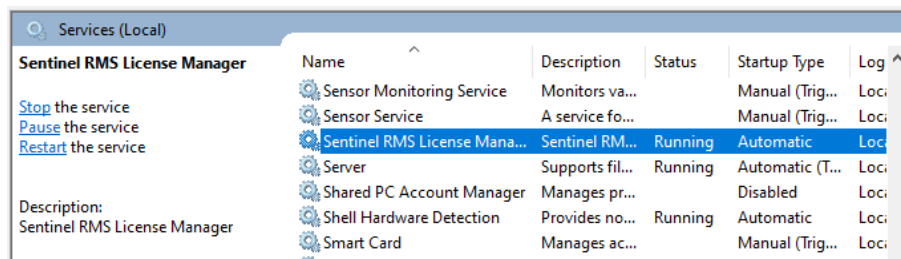 Services (Local)
Sentinel RMS License Manager
Stop the service
Pause the service
Restart the service
Description:
Sentinel RMS License Manager
Name Description Status Startup Type Log
Sensor Monitoring Service Monitors va... Manual (Trig... Loca
Sensor Service A service fo... Manual (Trig... Loca
Sentinel RMS License Mana... Sentinel RM... Running Automatic Loca
Server Supports fil... Running Automatic (T... Loca
Shared PC Account Manager Manages pr... Disabled Loca
Shell Hardware Detection Provides no... Running Automatic Loca
Smart Card Manages ac... Manual (Trig... Loca